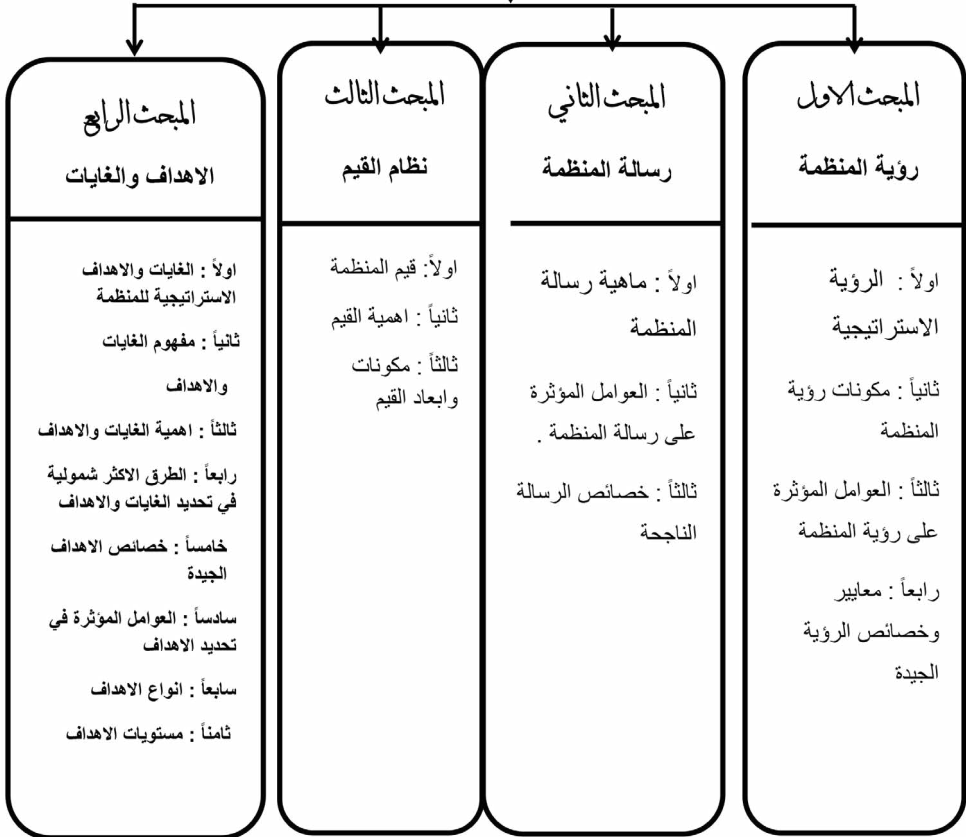 المبحث الاول
رؤية المنظمة
اولاً : الرؤية
الاستراتيجية
ثانياً : مكونات رؤية
المنظمة
ثالثاً : العوامل المؤثرة
على رؤية المنظمة
رابعاً : معايير
وخصائص الرؤية
الجيدة
المبحث الثاني
رسالة المنظمة
اولاً : ماهية رسالة
المنظمة
ثانياً : العوامل المؤثرة
على رسالة المنظمة .
ثالثاً : خصائص الرسالة
الناجحة
المبحث الثالث
نظام القيم
اولاً: قيم المنظمة
ثانياً : اهمية القيم
ثالثاً : مكونات
وابعاد القيم
المبحث الرابع
الاهداف والغايات
اولاً : الغايات والاهداف
الاستراتيجية للمنظمة
ثانياً : مفهوم الغايات
والاهداف
ثالثاً : اهمية الغايات والاهداف
رابعاً : الطرق الاكثر شمولية
في تحديد الغايات والاهداف
خامساً : خصائص الاهداف
الجيدة
سادساً : العوامل المؤثرة في
تحديد الاهداف
سابعاً : انواع الاهداف
ثامناً : مستويات الاهداف